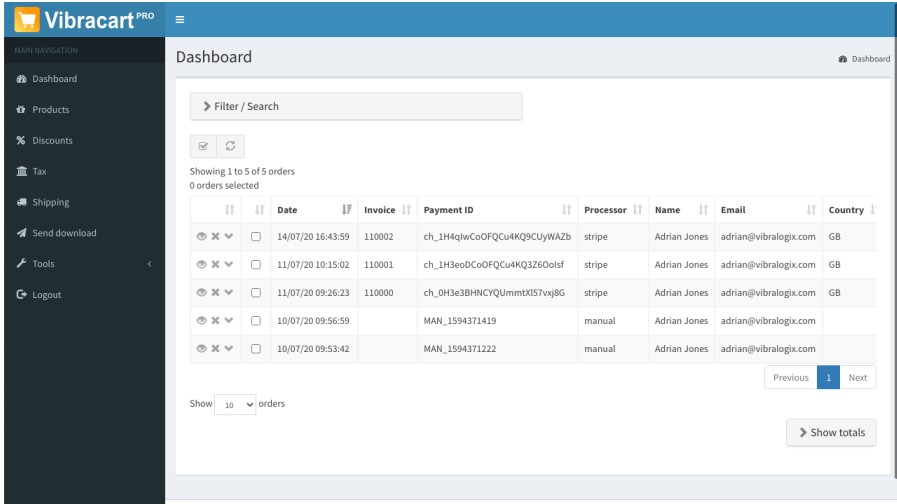 Vibracart PRO
MAIN NAVIGATION
Dashboard
Products
Discounts
Tax
Shipping
Send download
Tools
Logout
Dashboard
Dashboard
Filter / Search
Showing 1 to 5 of 5 orders
0 orders selected
Date Invoice Payment ID Processor Name Email Country
14/07/20 16:43:59 110002 ch_1H4qIwCoOFQCu4KQ9CUyWAZb stripe Adrian Jones adrian@vibralogix.com GB
11/07/20 10:15:02 110001 ch_1H3eoDCoOFQCu4KQ3Z6OoIsf stripe Adrian Jones adrian@vibralogix.com GB
11/07/20 09:26:23 110000 ch_0H3e3BHNCYQUmmtXl57vxj8G stripe Adrian Jones adrian@vibralogix.com GB
10/07/20 09:56:59 MAN_1594371419 manual Adrian Jones adrian@vibralogix.com
10/07/20 09:53:42 MAN_1594371222 manual Adrian Jones adrian@vibralogix.com
Previous 1 Next
Show 10 orders
Show totals